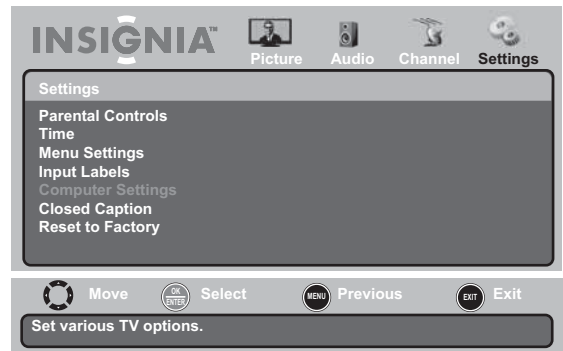 INSIGNIA™
Picture Audio Channel Settings
Settings
Parental Controls
Time
Menu Settings
Input Labels
Computer Settings
Closed Caption
Reset to Factory
Move OK ENTER Select MENU Previous EXIT Exit
Set various TV options.